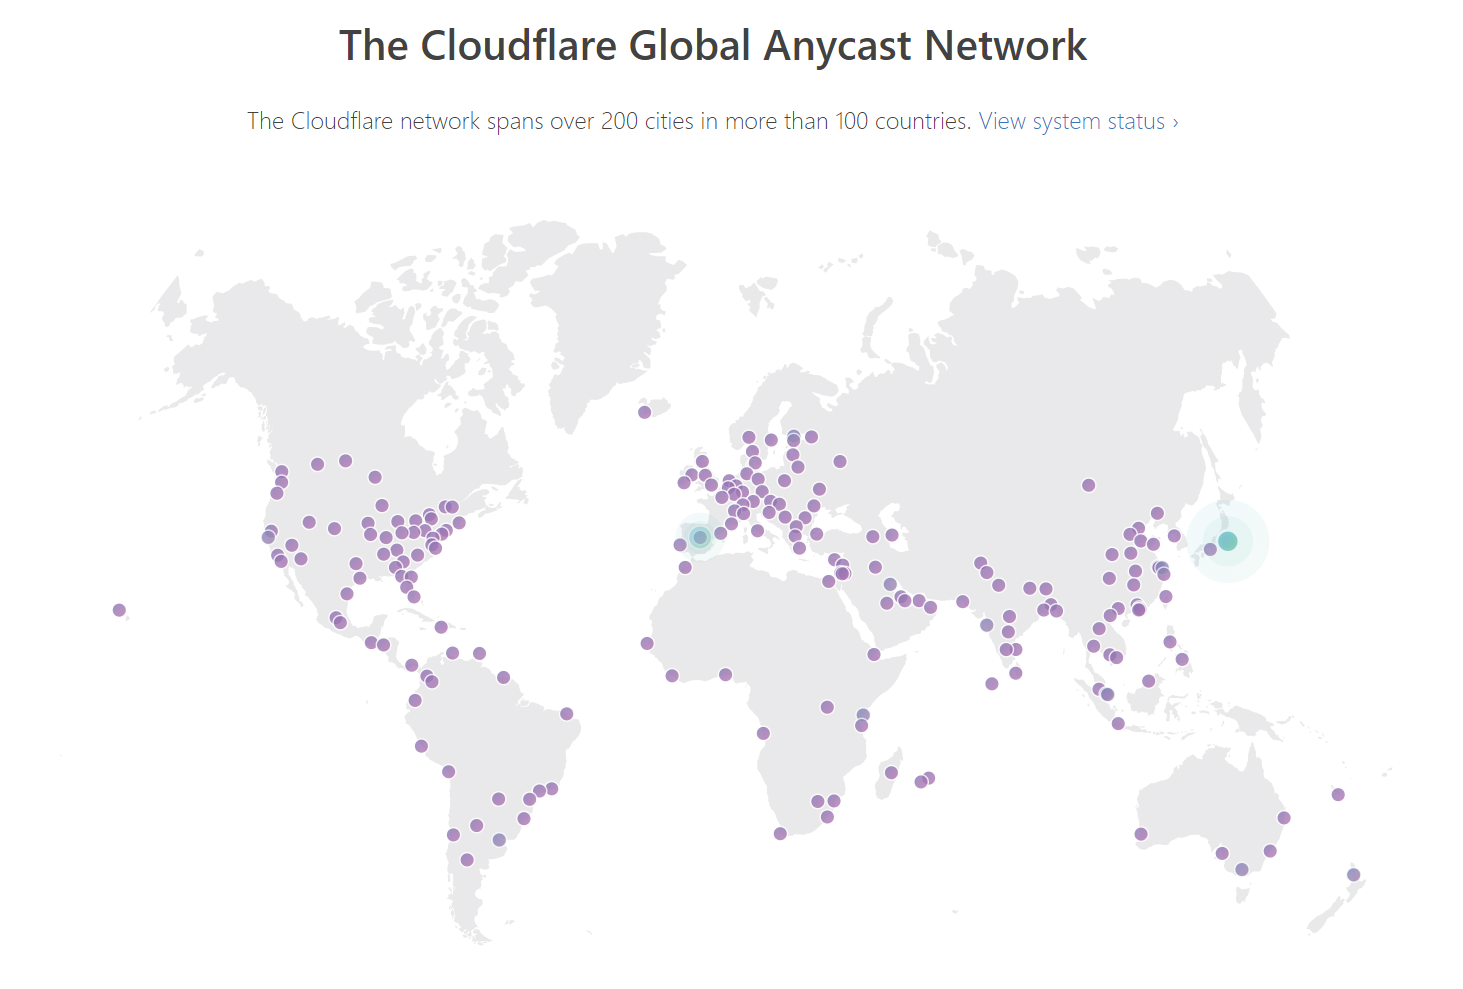 The Cloudflare Global Anycast Network
The Cloudflare network spans over 200 cities in more than 100 countries. View system status ›